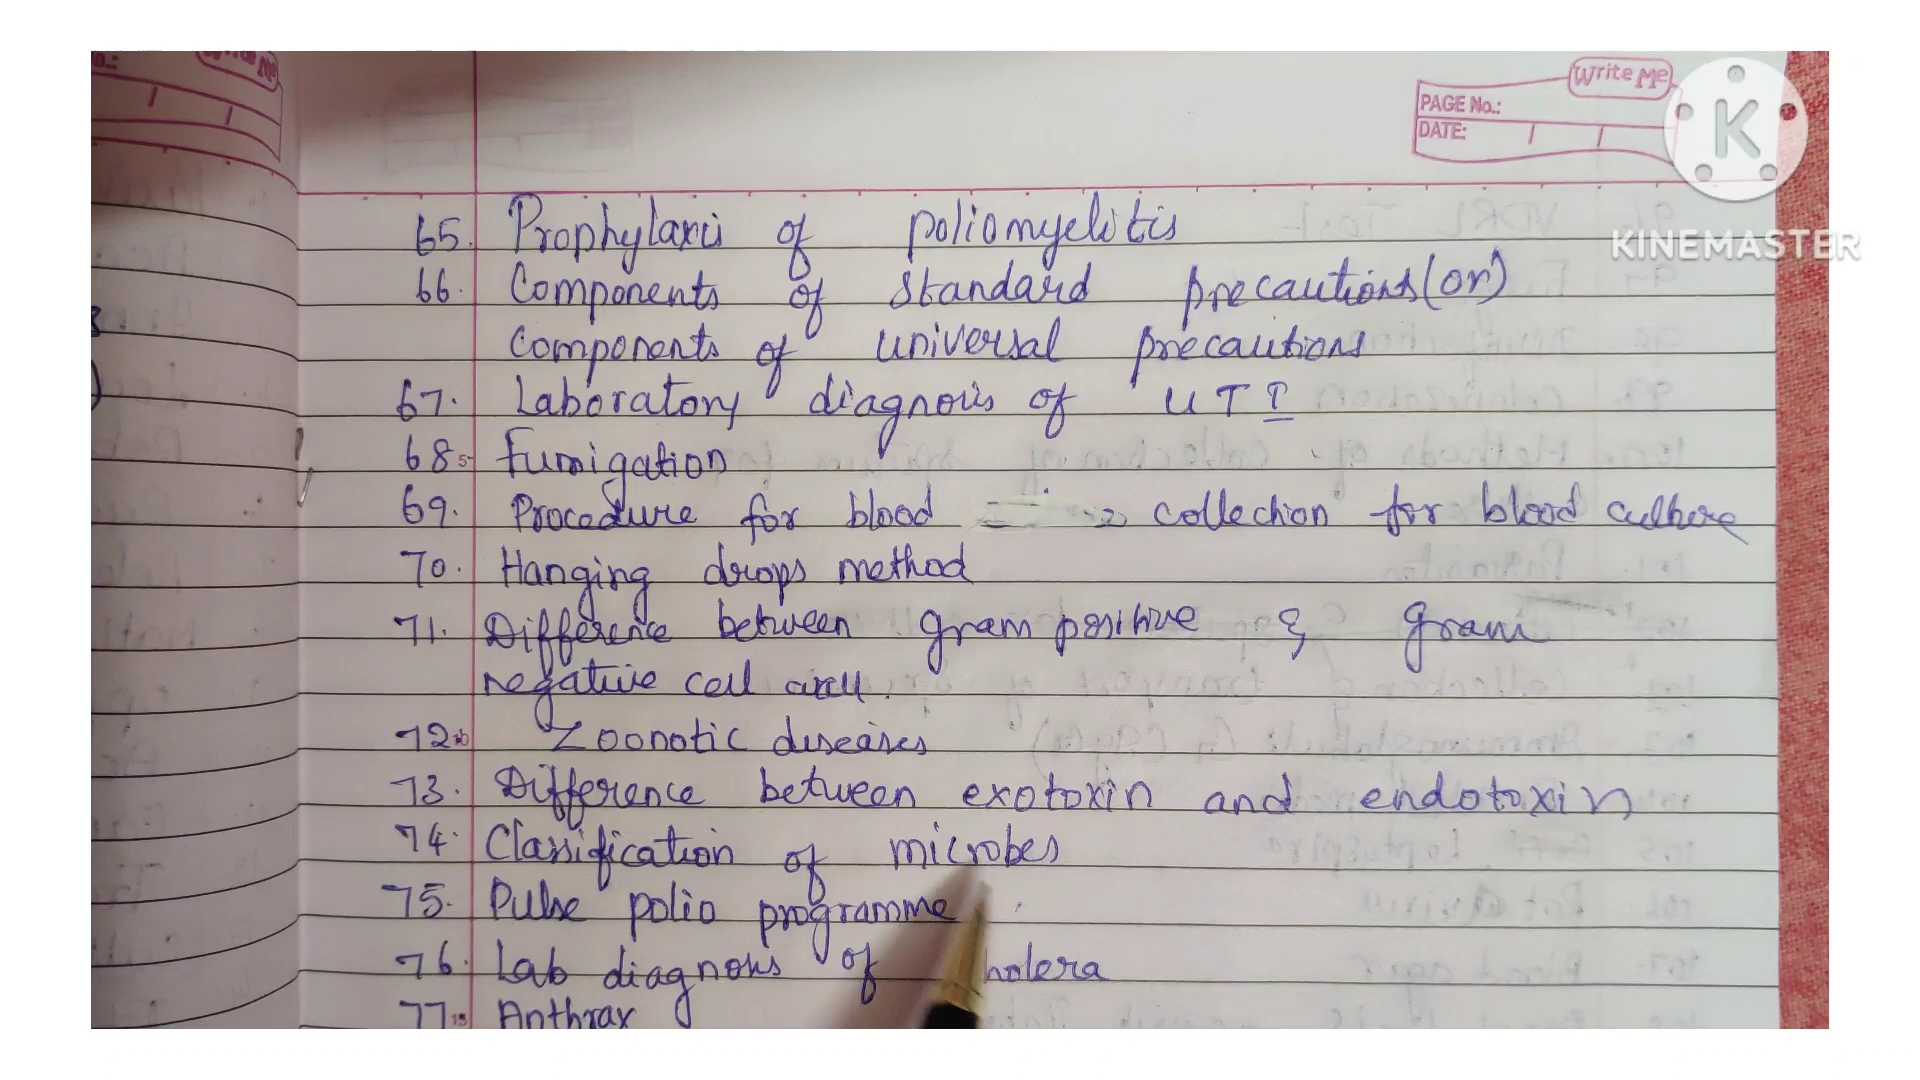 Write Me
PAGE No.:
DATE:
K
KINEMASTER
65. Prophylaxis of poliomyelitis
66. Components of standard precautions (or)
Components of universal precautions
67. Laboratory diagnosis of UTI
68. Fumigation
69. Procedure for blood collection for blood culture
70. Hanging drops method
71. Difference between gram positive & gram
negative cell wall.
72. Zoonotic diseases
73. Difference between exotoxin and endotoxin
74. Classification of microbes
75. Pulse polio programme
76. Lab diagnosis of holera
77. Anthrax